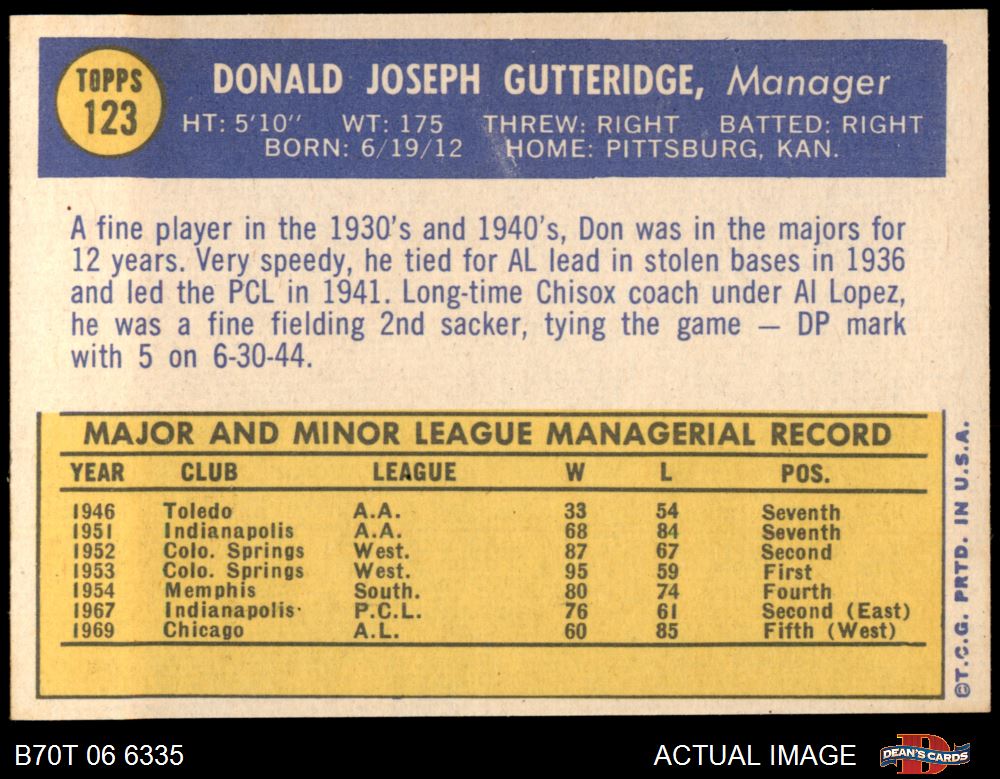 TOPPS
123
DONALD JOSEPH GUTTERIDGE, Manager
HT: 5'10" WT: 175 THREW: RIGHT BATTED: RIGHT
BORN: 6/19/12 HOME: PITTSBURG, KAN.
A fine player in the 1930's and 1940's, Don was in the majors for
12 years. Very speedy, he tied for AL lead in stolen bases in 1936
and led the PCL in 1941. Long-time Chisox coach under Al Lopez,
he was a fine fielding 2nd sacker, tying the game — DP mark
with 5 on 6-30-44.
MAJOR AND MINOR LEAGUE MANAGERIAL RECORD
YEAR CLUB LEAGUE W L POS.
1946 Toledo A.A. 33 54 Seventh
1951 Indianapolis A.A. 68 84 Seventh
1952 Colo. Springs West. 87 67 Second
1953 Colo. Springs West. 95 59 First
1954 Memphis South. 80 74 Fourth
1967 Indianapolis P.C.L. 76 61 Second (East)
1969 Chicago A.L. 60 85 Fifth (West)
©T.C.G. PRTD. IN U.S.A.
B70T 06 6335 ACTUAL IMAGE
DEAN'S CARDS